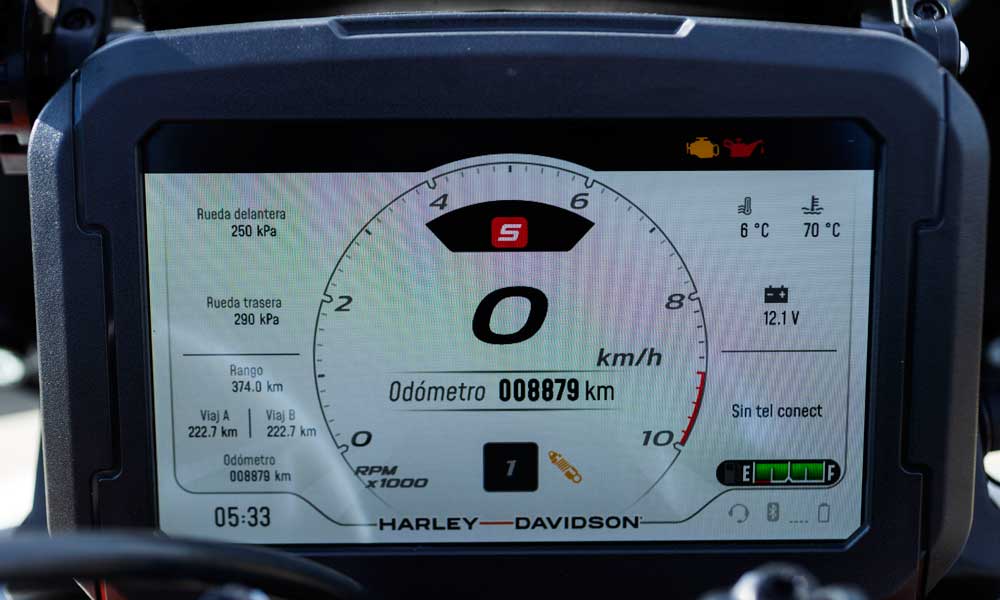 Rueda delantera
250 kPa
Rueda trasera
290 kPa
Rango
374.0 km
Viaj A
222.7 km
Viaj B
222.7 km
Odómetro
008879 km
05:33
0
2
4
6
8
10
RPM
x1000
S
0
km/h
Odómetro 008879 km
1
HARLEY—DAVIDSON
6 °C
70 °C
12.1 V
Sin tel conect
E F